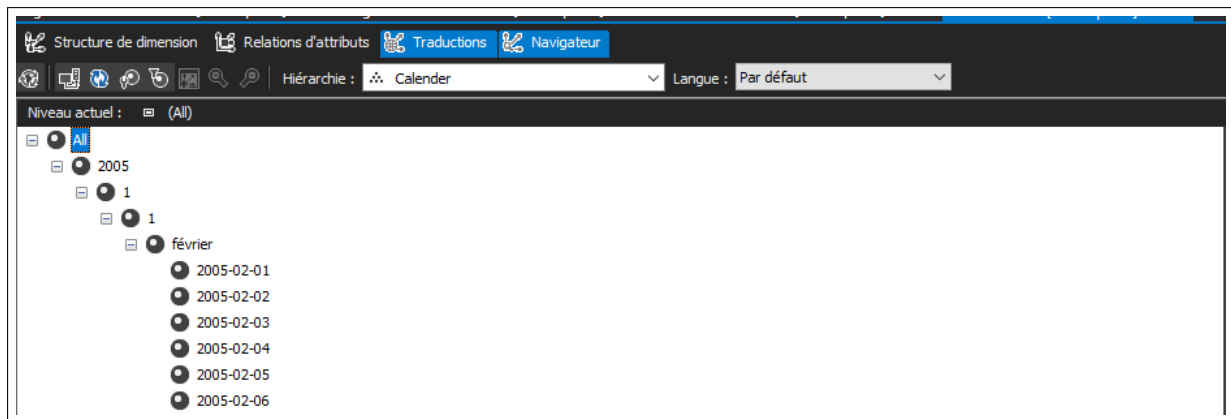 Structure de dimension Relations d'attributs Traductions Navigateur
Hiérarchie : Calender Langue : Par défaut
Niveau actuel : (All)
All
2005
1
1
février
2005-02-01
2005-02-02
2005-02-03
2005-02-04
2005-02-05
2005-02-06